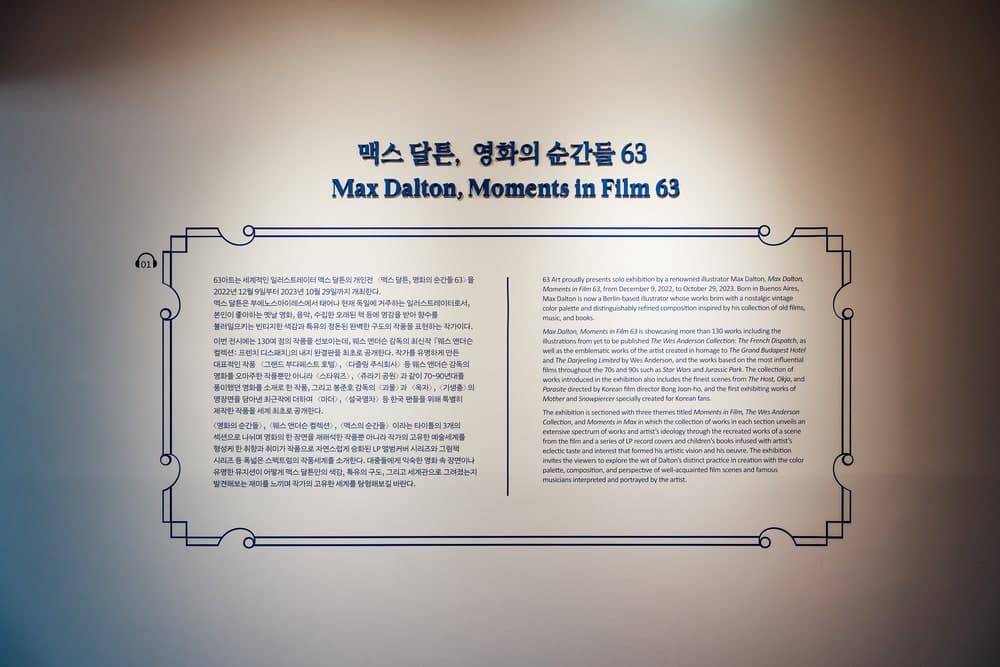 맥스 달튼, 영화의 순간들 63
Max Dalton, Moments in Film 63
01
63아트는 세계적인 일러스트레이터 맥스 달튼의 개인전 〈맥스 달튼, 영화의 순간들 63〉을
2022년 12월 9일부터 2023년 10월 29일까지 개최한다.
맥스 달튼은 부에노스아이레스에서 태어나 현재 독일에 거주하는 일러스트레이터로서,
본인이 좋아하는 옛날 영화, 음악, 수집한 오래된 책 등에 영감을 받아 향수를
불러일으키는 빈티지한 색감과 특유의 정돈된 완벽한 구도의 작품을 표현하는 작가이다.
이번 전시에는 130여 점의 작품을 선보이는데, 웨스 앤더슨 감독의 최신작 『웨스 앤더슨
컬렉션: 프렌치 디스패치』의 내지 완결판을 최초로 공개한다. 작가를 유명하게 만든
대표적인 작품 〈그랜드 부다페스트 호텔〉, 〈다즐링 주식회사〉 등 웨스 앤더슨 감독의
영화를 오마주한 작품뿐만 아니라 〈스타워즈〉, 〈쥬라기 공원〉과 같이 70-90년대를
풍미했던 영화를 소재로 한 작품, 그리고 봉준호 감독의 〈괴물〉과 〈옥자〉, 〈기생충〉의
명장면을 담아낸 최근작에 더하여 〈마더〉, 〈설국열차〉 등 한국 팬들을 위해 특별히
제작한 작품을 세계 최초로 공개한다.
〈영화의 순간들〉, 〈웨스 앤더슨 컬렉션〉, 〈맥스의 순간들〉이라는 타이틀의 3개의
섹션으로 나뉘며 영화의 한 장면을 재해석한 작품뿐 아니라 작가의 고유한 예술세계를
형성케 한 취향과 취미가 작품으로 자연스럽게 승화된 LP 앨범커버 시리즈와 그림책
시리즈 등 폭넓은 스펙트럼의 작품세계를 소개한다. 대중들에게 익숙한 영화 속 장면이나
유명한 뮤지션이 어떻게 맥스 달튼만의 색감, 특유의 구도, 그리고 세계관으로 그려졌는지
발견해보는 재미를 느끼며 작가의 고유한 세계를 탐험해보길 바란다.
63 Art proudly presents solo exhibition by a renowned illustrator Max Dalton, Max Dalton,
Moments in Film 63, from December 9, 2022, to October 29, 2023. Born in Buenos Aires,
Max Dalton is now a Berlin-based illustrator whose works brim with a nostalgic vintage
color palette and distinguishably refined composition inspired by his collection of old films,
music, and books.
Max Dalton, Moments in Film 63 is showcasing more than 130 works including the
illustrations from yet to be published The Wes Anderson Collection: The French Dispatch, as
well as the emblematic works of the artist created in homage to The Grand Budapest Hotel
and The Darjeeling Limited by Wes Anderson, and the works based on the most influential
films throughout the 70s and 90s such as Star Wars and Jurassic Park. The collection of
works introduced in the exhibition also includes the finest scenes from The Host, Okja, and
Parasite directed by Korean film director Bong Joon-ho, and the first exhibiting works of
Mother and Snowpiercer specially created for Korean fans.
The exhibition is sectioned with three themes titled Moments in Film, The Wes Anderson
Collection, and Moments in Max in which the collection of works in each section unveils an
extensive spectrum of works and artist's ideology through the recreated works of a scene
from the film and a series of LP record covers and children's books infused with artist's
eclectic taste and interest that formed his artistic vision and his oeuvre. The exhibition
invites the viewers to explore the wit of Dalton's distinct practice in creation with the color
palette, composition, and perspective of well-acquainted film scenes and famous
musicians interpreted and portrayed by the artist.